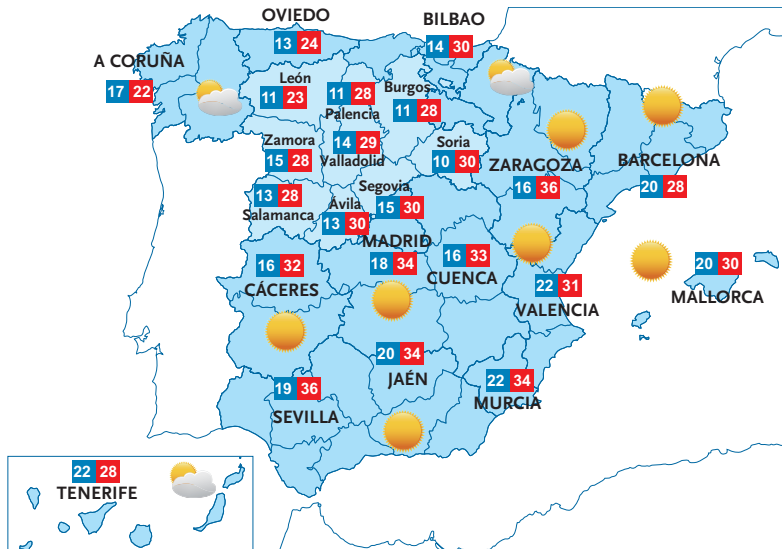 OVIEDO
13 24
BILBAO
14 30
A CORUÑA
17 22
León
11 23
11 28
Palencia
Burgos
11 28
Zamora
15 28
14 29
Valladolid
Soria
10 30
ZARAGOZA
16 36
BARCELONA
20 28
13 28
Salamanca
Ávila
13 30
Segovia
15 30
MADRID
18 34
16 33
CUENCA
16 32
CÁCERES
22 31
VALENCIA
20 30
MALLORCA
20 34
JAÉN
22 34
MURCIA
19 36
SEVILLA
22 28
TENERIFE